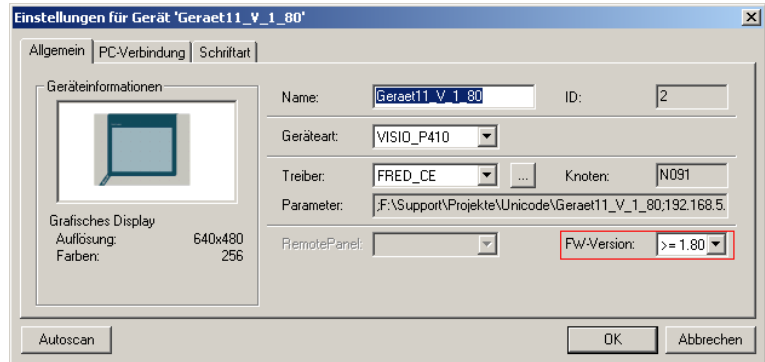 Einstellungen für Gerät 'Geraet11_V_1_80'
Allgemein PC-Verbindung Schriftart
Geräteinformationen
Grafisches Display
Auflösung: 640x480
Farben: 256
Name: Geraet11_V_1_80 ID: 2
Geräteart: VISIO_P410
Treiber: FRED_CE ... Knoten: N091
Parameter: ;F:\Support\Projekte\Unicode\Geraet11_V_1_80;192.168.5.
RemotePanel: FW-Version: >= 1.80
Autoscan OK Abbrechen